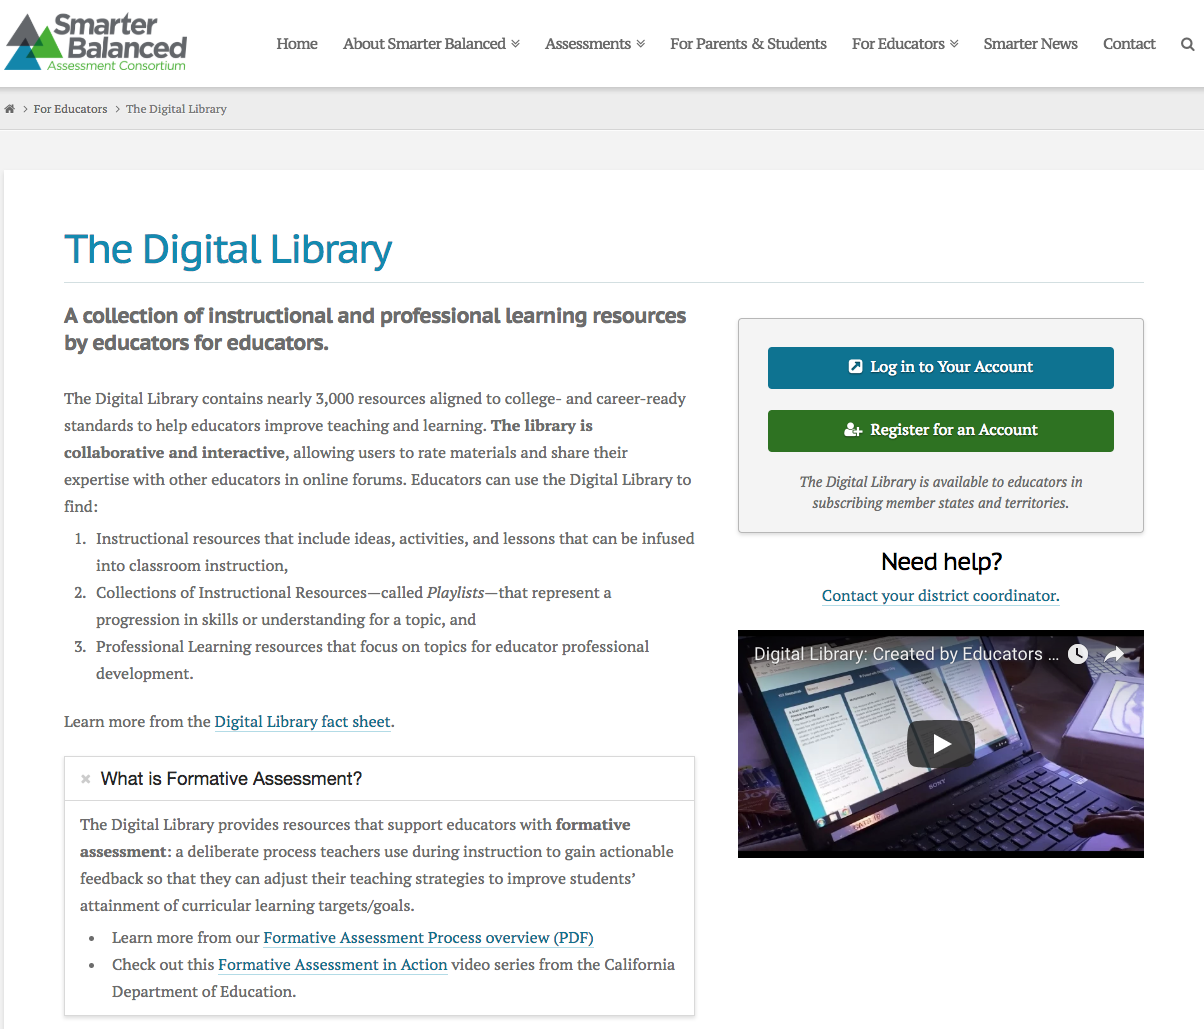 Smarter
Balanced
Assessment Consortium
Home
About Smarter Balanced
Assessments
For Parents & Students
For Educators
Smarter News
Contact
For Educators
The Digital Library
The Digital Library
A collection of instructional and professional learning resources
by educators for educators.
The Digital Library contains nearly 3,000 resources aligned to college- and career-ready
standards to help educators improve teaching and learning. The library is
collaborative and interactive, allowing users to rate materials and share their
expertise with other educators in online forums. Educators can use the Digital Library to
find:
1. Instructional resources that include ideas, activities, and lessons that can be infused
into classroom instruction,
2. Collections of Instructional Resources—called Playlists—that represent a
progression in skills or understanding for a topic, and
3. Professional Learning resources that focus on topics for educator professional
development.
Learn more from the Digital Library fact sheet.
What is Formative Assessment?
The Digital Library provides resources that support educators with formative
assessment: a deliberate process teachers use during instruction to gain actionable
feedback so that they can adjust their teaching strategies to improve students’
attainment of curricular learning targets/goals.
• Learn more from our Formative Assessment Process overview (PDF)
• Check out this Formative Assessment in Action video series from the California
Department of Education.
Log in to Your Account
Register for an Account
The Digital Library is available to educators in
subscribing member states and territories.
Need help?
Contact your district coordinator.
Digital Library: Created by Educators ...
SONY